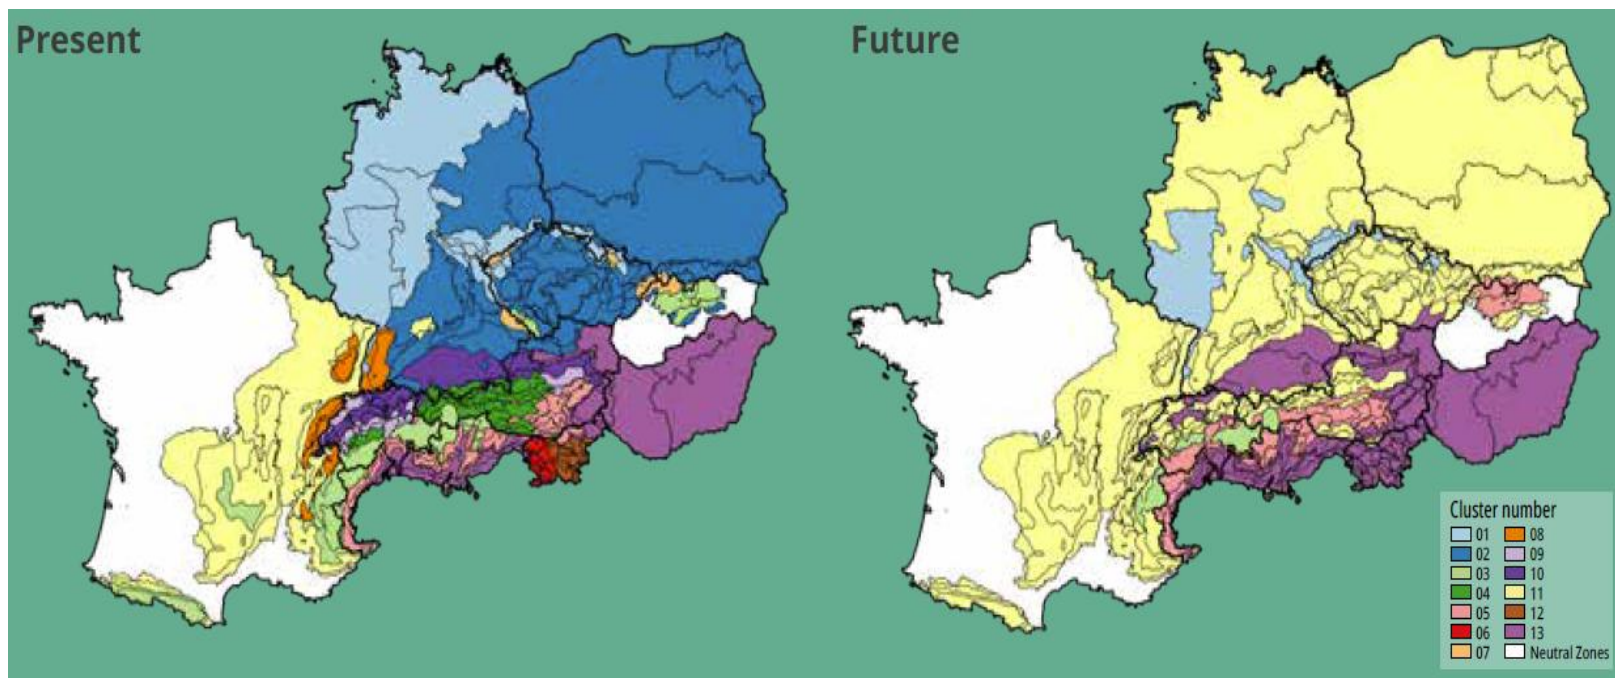 Present
Future
Cluster number
01 08
02 09
03 10
04 11
05 12
06 13
07 Neutral Zones